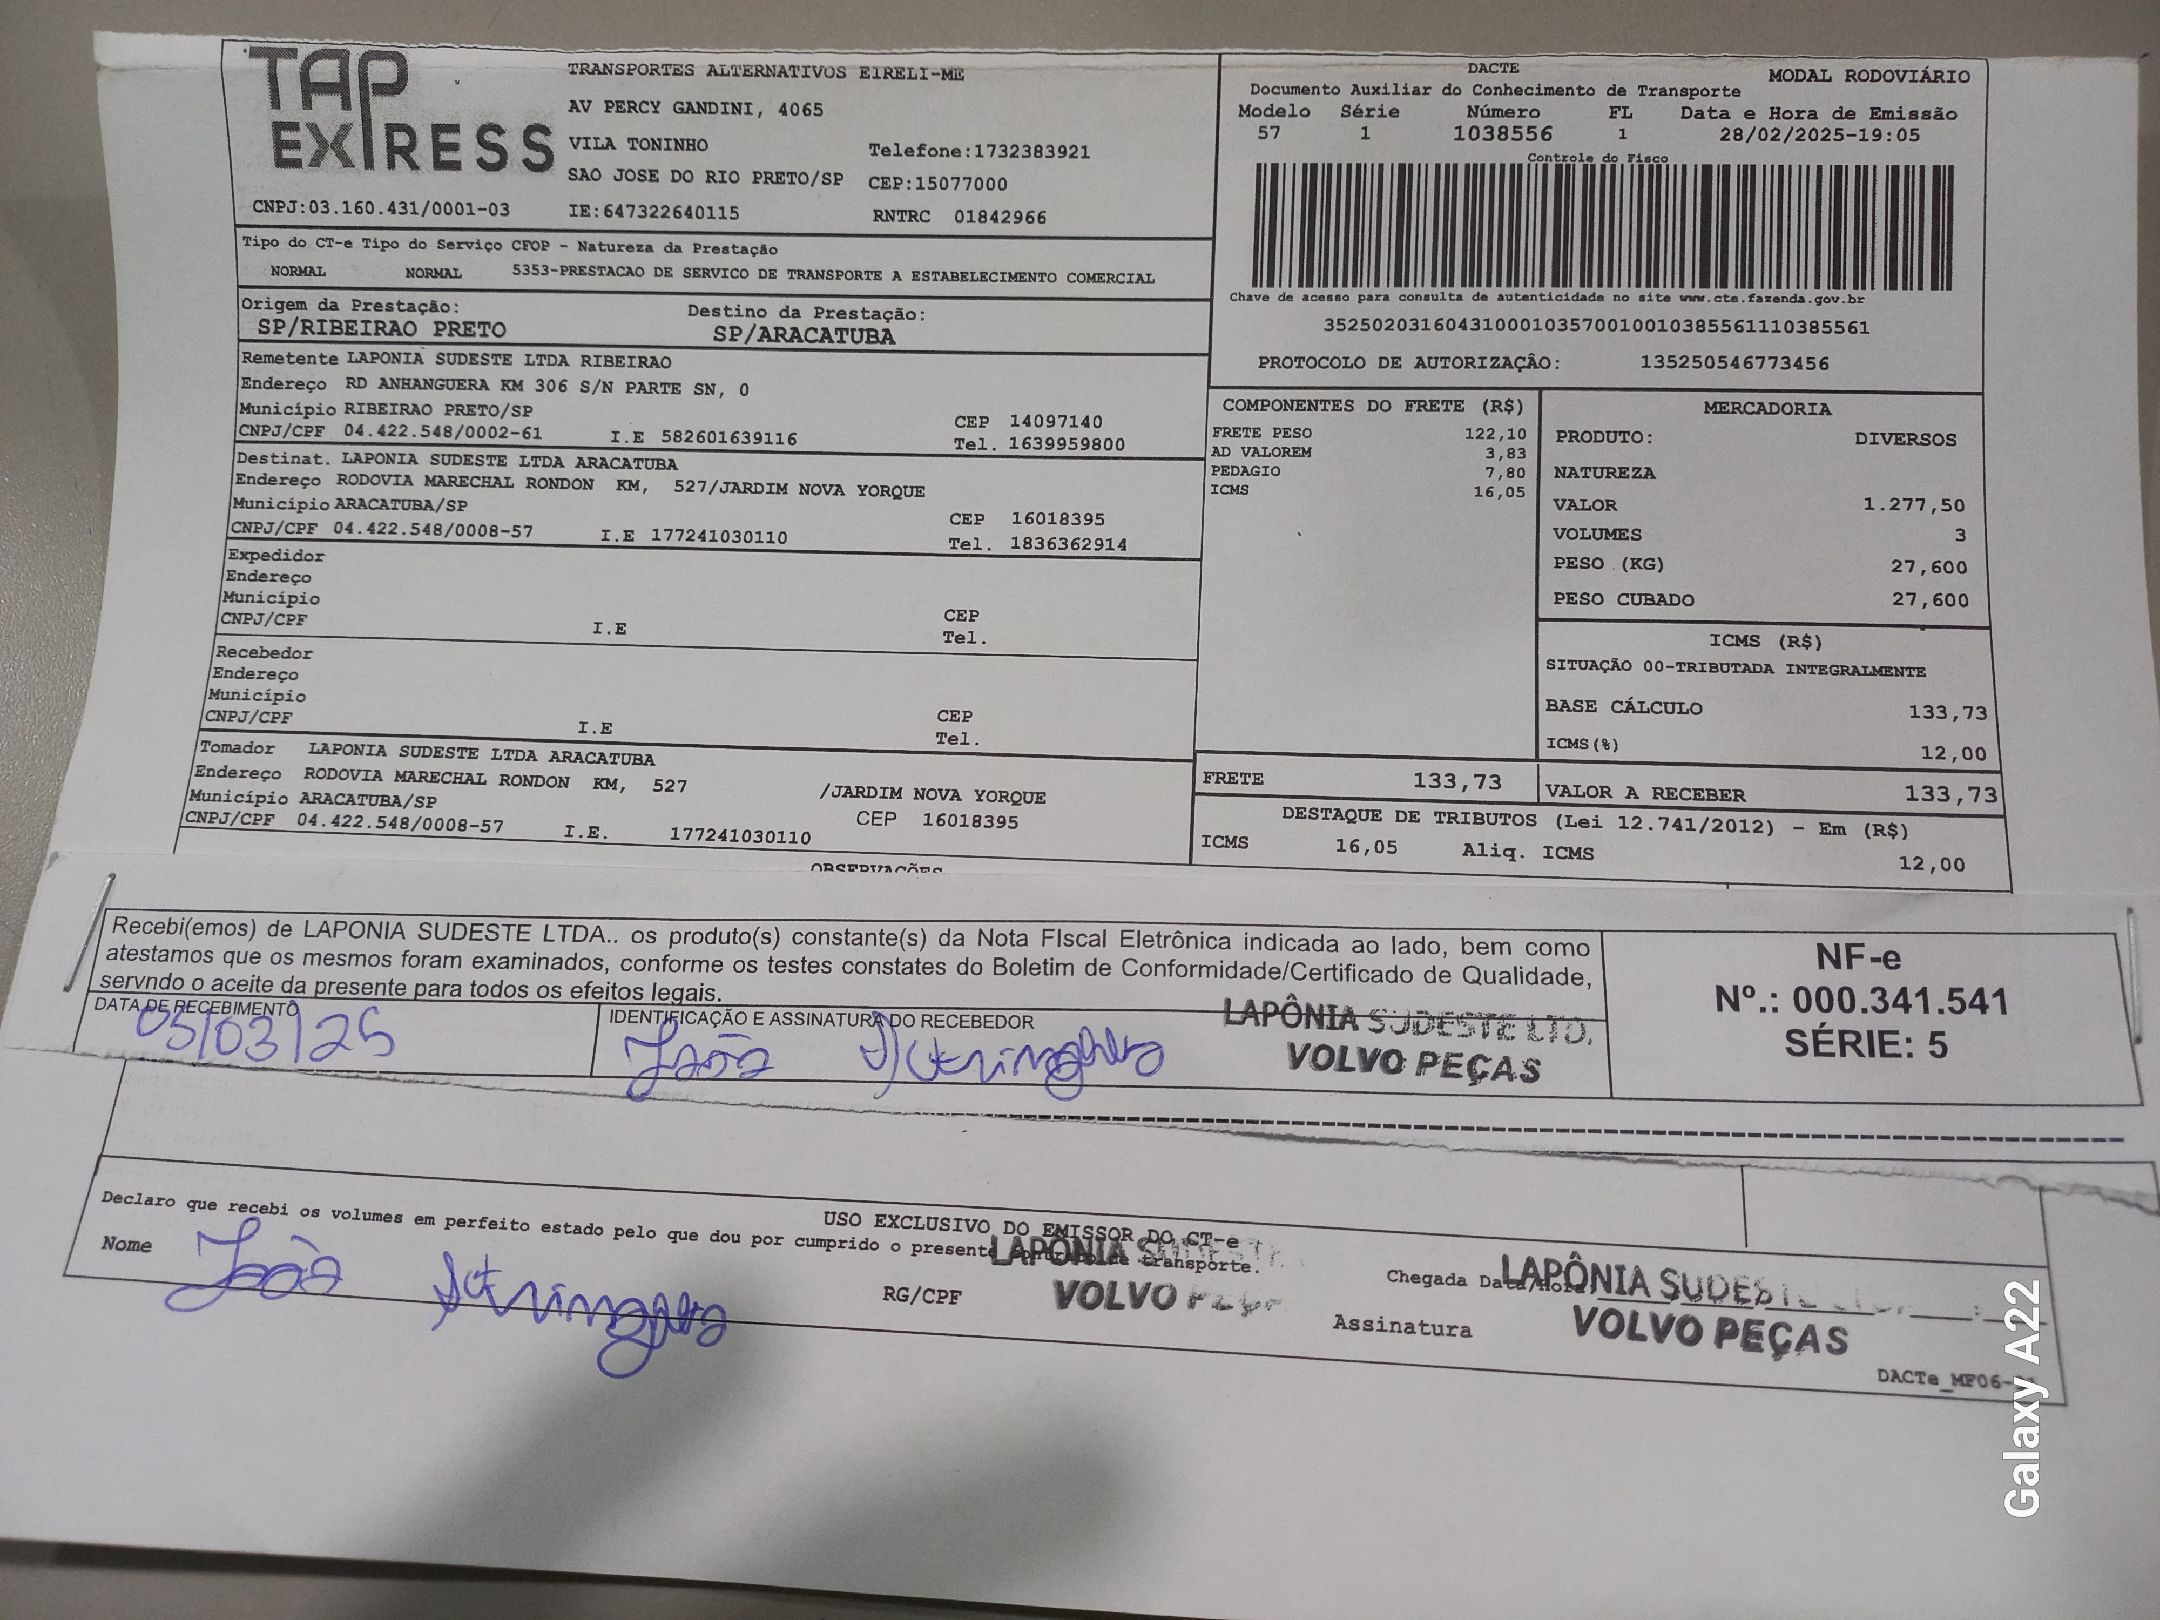 TAP EXPRESS
TRANSPORTES ALTERNATIVOS EIRELI-ME
AV PERCY GANDINI, 4065
VILA TONINHO Telefone:1732383921
SAO JOSE DO RIO PRETO/SP CEP:15077000
CNPJ:03.160.431/0001-03 IE:647322640115 RNTRC 01842966
DACTE MODAL RODOVIÁRIO
Documento Auxiliar do Conhecimento de Transporte
Modelo Série Número FL Data e Hora de Emissão
57 1 1038556 1 28/02/2025-19:05
Controle do Fisco
Chave de acesso para consulta de autenticidade no site www.cte.fazenda.gov.br
35250203160431000103570010010385561110385561
PROTOCOLO DE AUTORIZAÇÃO: 135250546773456
Tipo do CT-e Tipo do Serviço CFOP - Natureza da Prestação
NORMAL NORMAL 5353-PRESTACAO DE SERVICO DE TRANSPORTE A ESTABELECIMENTO COMERCIAL
Origem da Prestação: Destino da Prestação:
SP/RIBEIRAO PRETO SP/ARACATUBA
Remetente LAPONIA SUDESTE LTDA RIBEIRAO
Endereço RD ANHANGUERA KM 306 S/N PARTE SN, 0
Município RIBEIRAO PRETO/SP CEP 14097140
CNPJ/CPF 04.422.548/0002-61 I.E 582601639116 Tel. 1639959800
Destinat. LAPONIA SUDESTE LTDA ARACATUBA
Endereço RODOVIA MARECHAL RONDON KM, 527/JARDIM NOVA YORQUE
Município ARACATUBA/SP CEP 16018395
CNPJ/CPF 04.422.548/0008-57 I.E 177241030110 Tel. 1836362914
Expedidor
Endereço
Município CEP
CNPJ/CPF I.E Tel.
Recebedor
Endereço
Município CEP
CNPJ/CPF I.E Tel.
Tomador LAPONIA SUDESTE LTDA ARACATUBA
Endereço RODOVIA MARECHAL RONDON KM, 527 /JARDIM NOVA YORQUE
Município ARACATUBA/SP CEP 16018395
CNPJ/CPF 04.422.548/0008-57 I.E. 177241030110
COMPONENTES DO FRETE (R$)
FRETE PESO 122,10
AD VALOREM 3,83
PEDAGIO 7,80
ICMS 16,05
MERCADORIA
PRODUTO: DIVERSOS
NATUREZA
VALOR 1.277,50
VOLUMES 3
PESO (KG) 27,600
PESO CUBADO 27,600
ICMS (R$)
SITUAÇÃO 00-TRIBUTADA INTEGRALMENTE
BASE CÁLCULO 133,73
ICMS(%) 12,00
FRETE 133,73 VALOR A RECEBER 133,73
DESTAQUE DE TRIBUTOS (Lei 12.741/2012) - Em (R$)
ICMS 16,05 Aliq. ICMS 12,00
OBSERVAÇÕES
Recebi(emos) de LAPONIA SUDESTE LTDA.. os produto(s) constante(s) da Nota FIscal Eletrônica indicada ao lado, bem como
atestamos que os mesmos foram examinados, conforme os testes constates do Boletim de Conformidade/Certificado de Qualidade,
servndo o aceite da presente para todos os efeitos legais.
DATA DE RECEBIMENTO IDENTIFICAÇÃO E ASSINATURA DO RECEBEDOR
05/03/25 João
LAPÔNIA SUDESTE LTD.
VOLVO PEÇAS
NF-e
Nº.: 000.341.541
SÉRIE: 5
USO EXCLUSIVO DO EMISSOR DO CT-e
Declaro que recebi os volumes em perfeito estado pelo que dou por cumprido o presente contrato de transporte.
Nome João RG/CPF
LAPÔNIA SUDESTE
VOLVO PEÇAS
Chegada Data/Hora
Assinatura
LAPÔNIA SUDESTE LTDA
VOLVO PEÇAS
DACTe_MF06-
Galaxy A22